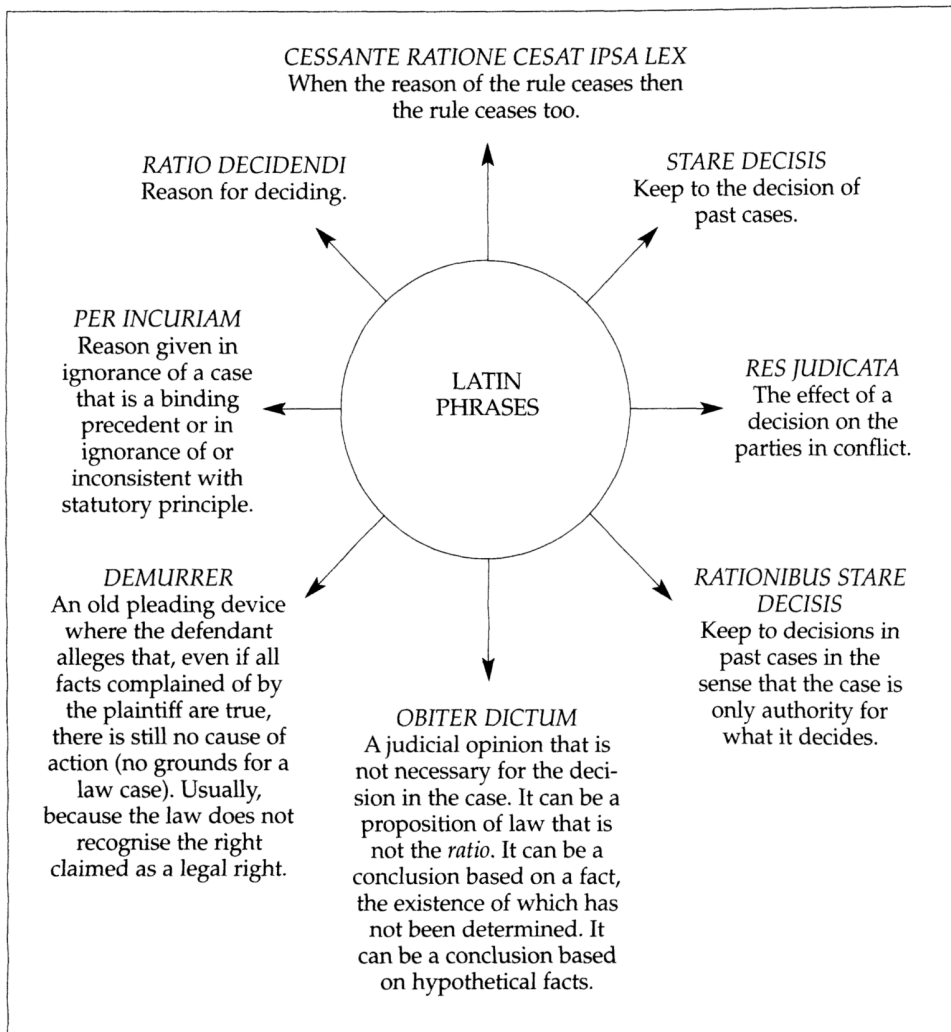 CESSANTE RATIONE CESAT IPSA LEX
When the reason of the rule ceases then
the rule ceases too.
RATIO DECIDENDI
Reason for deciding.
STARE DECISIS
Keep to the decision of
past cases.
PER INCURIAM
Reason given in
ignorance of a case
that is a binding
precedent or in
ignorance of or
inconsistent with
statutory principle.
LATIN
PHRASES
RES JUDICATA
The effect of a
decision on the
parties in conflict.
DEMURRER
An old pleading device
where the defendant
alleges that, even if all
facts complained of by
the plaintiff are true,
there is still no cause of
action (no grounds for a
law case). Usually,
because the law does not
recognise the right
claimed as a legal right.
OBITER DICTUM
A judicial opinion that is
not necessary for the deci-
sion in the case. It can be a
proposition of law that is
not the ratio. It can be a
conclusion based on a fact,
the existence of which has
not been determined. It
can be a conclusion based
on hypothetical facts.
RATIONIBUS STARE
DECISIS
Keep to decisions in
past cases in the
sense that the case is
only authority for
what it decides.